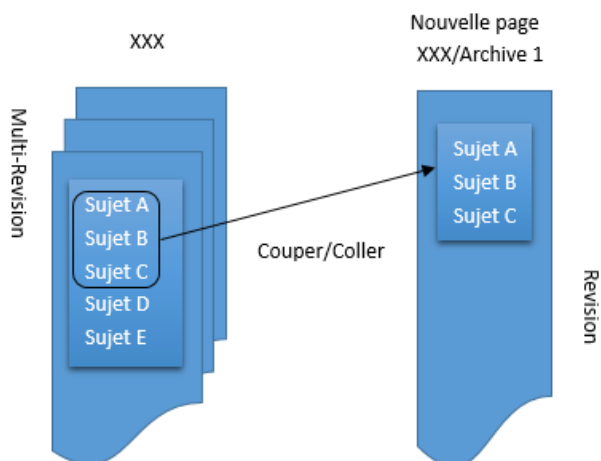 XXX
Nouvelle page
XXX/Archive 1
Multi-Revision
Sujet A
Sujet B
Sujet C
Sujet D
Sujet E
Couper/Coller
Sujet A
Sujet B
Sujet C
Revision